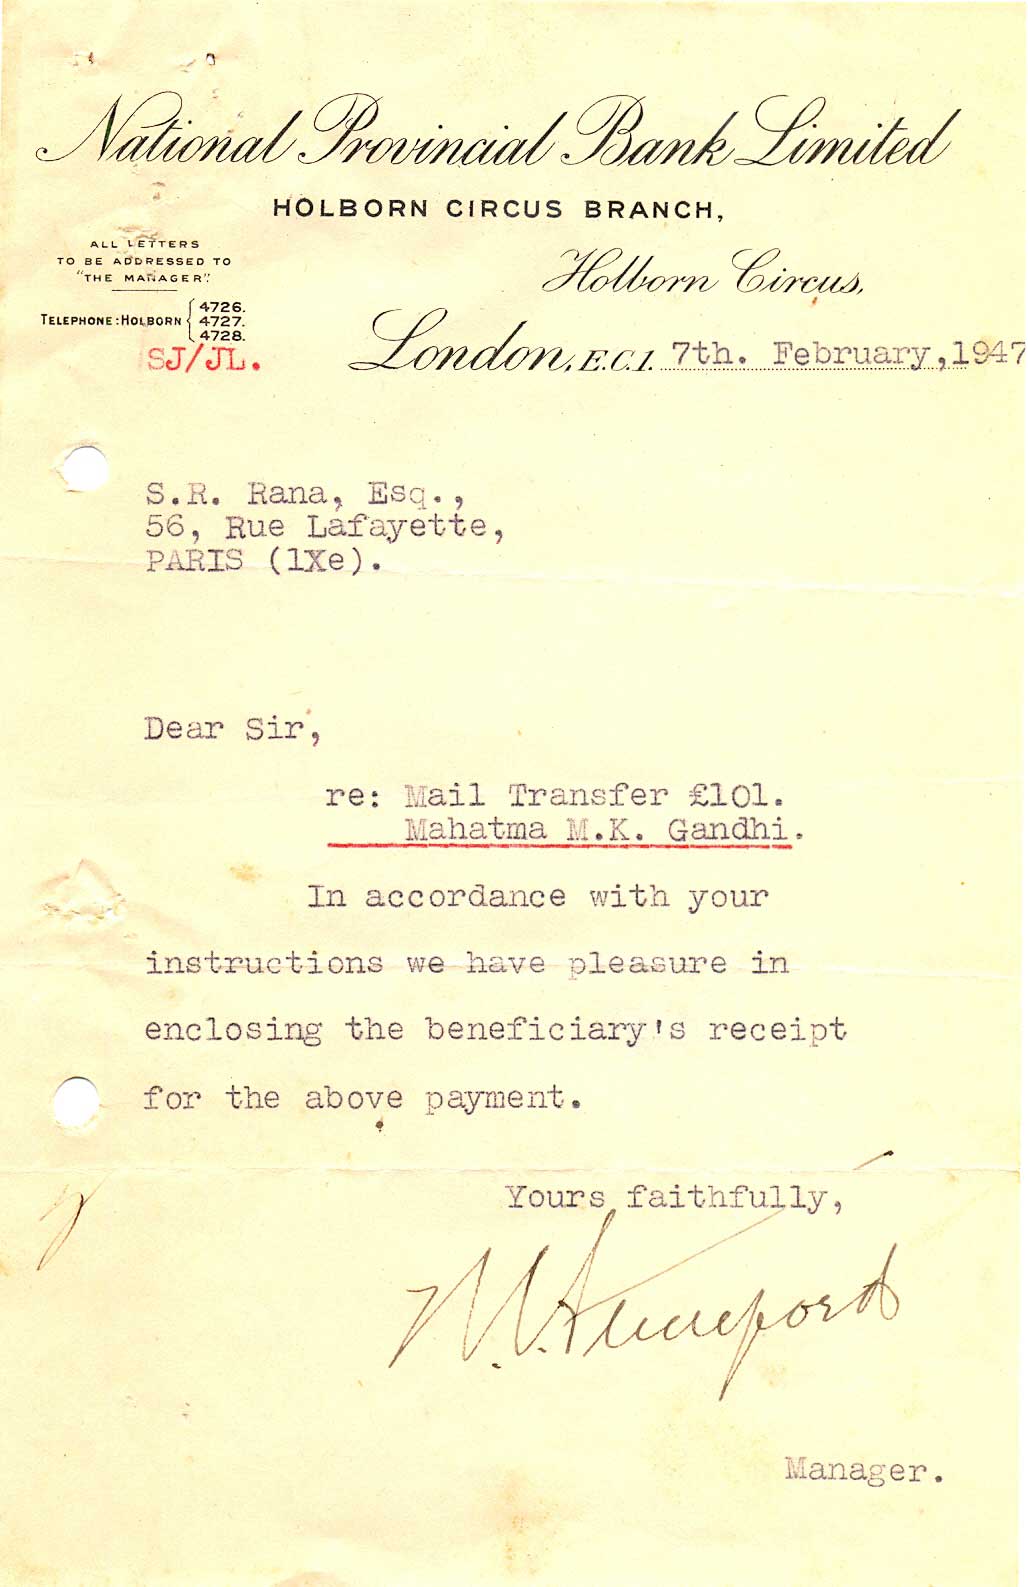 National Provincial Bank Limited
HOLBORN CIRCUS BRANCH,
ALL LETTERS
TO BE ADDRESSED TO
"THE MANAGER".
Holborn Circus,
TELEPHONE: HOLBORN { 4726.
4727.
4728.
SJ/JL.
London, E.C.1. 7th. February, 1947
S.R. Rana, Esq.,
56, Rue Lafayette,
PARIS (1Xe).
Dear Sir,
re: Mail Transfer £101.
Mahatma M.K. Gandhi.
In accordance with your
instructions we have pleasure in
enclosing the beneficiary's receipt
for the above payment.
Yours faithfully,
Manager.